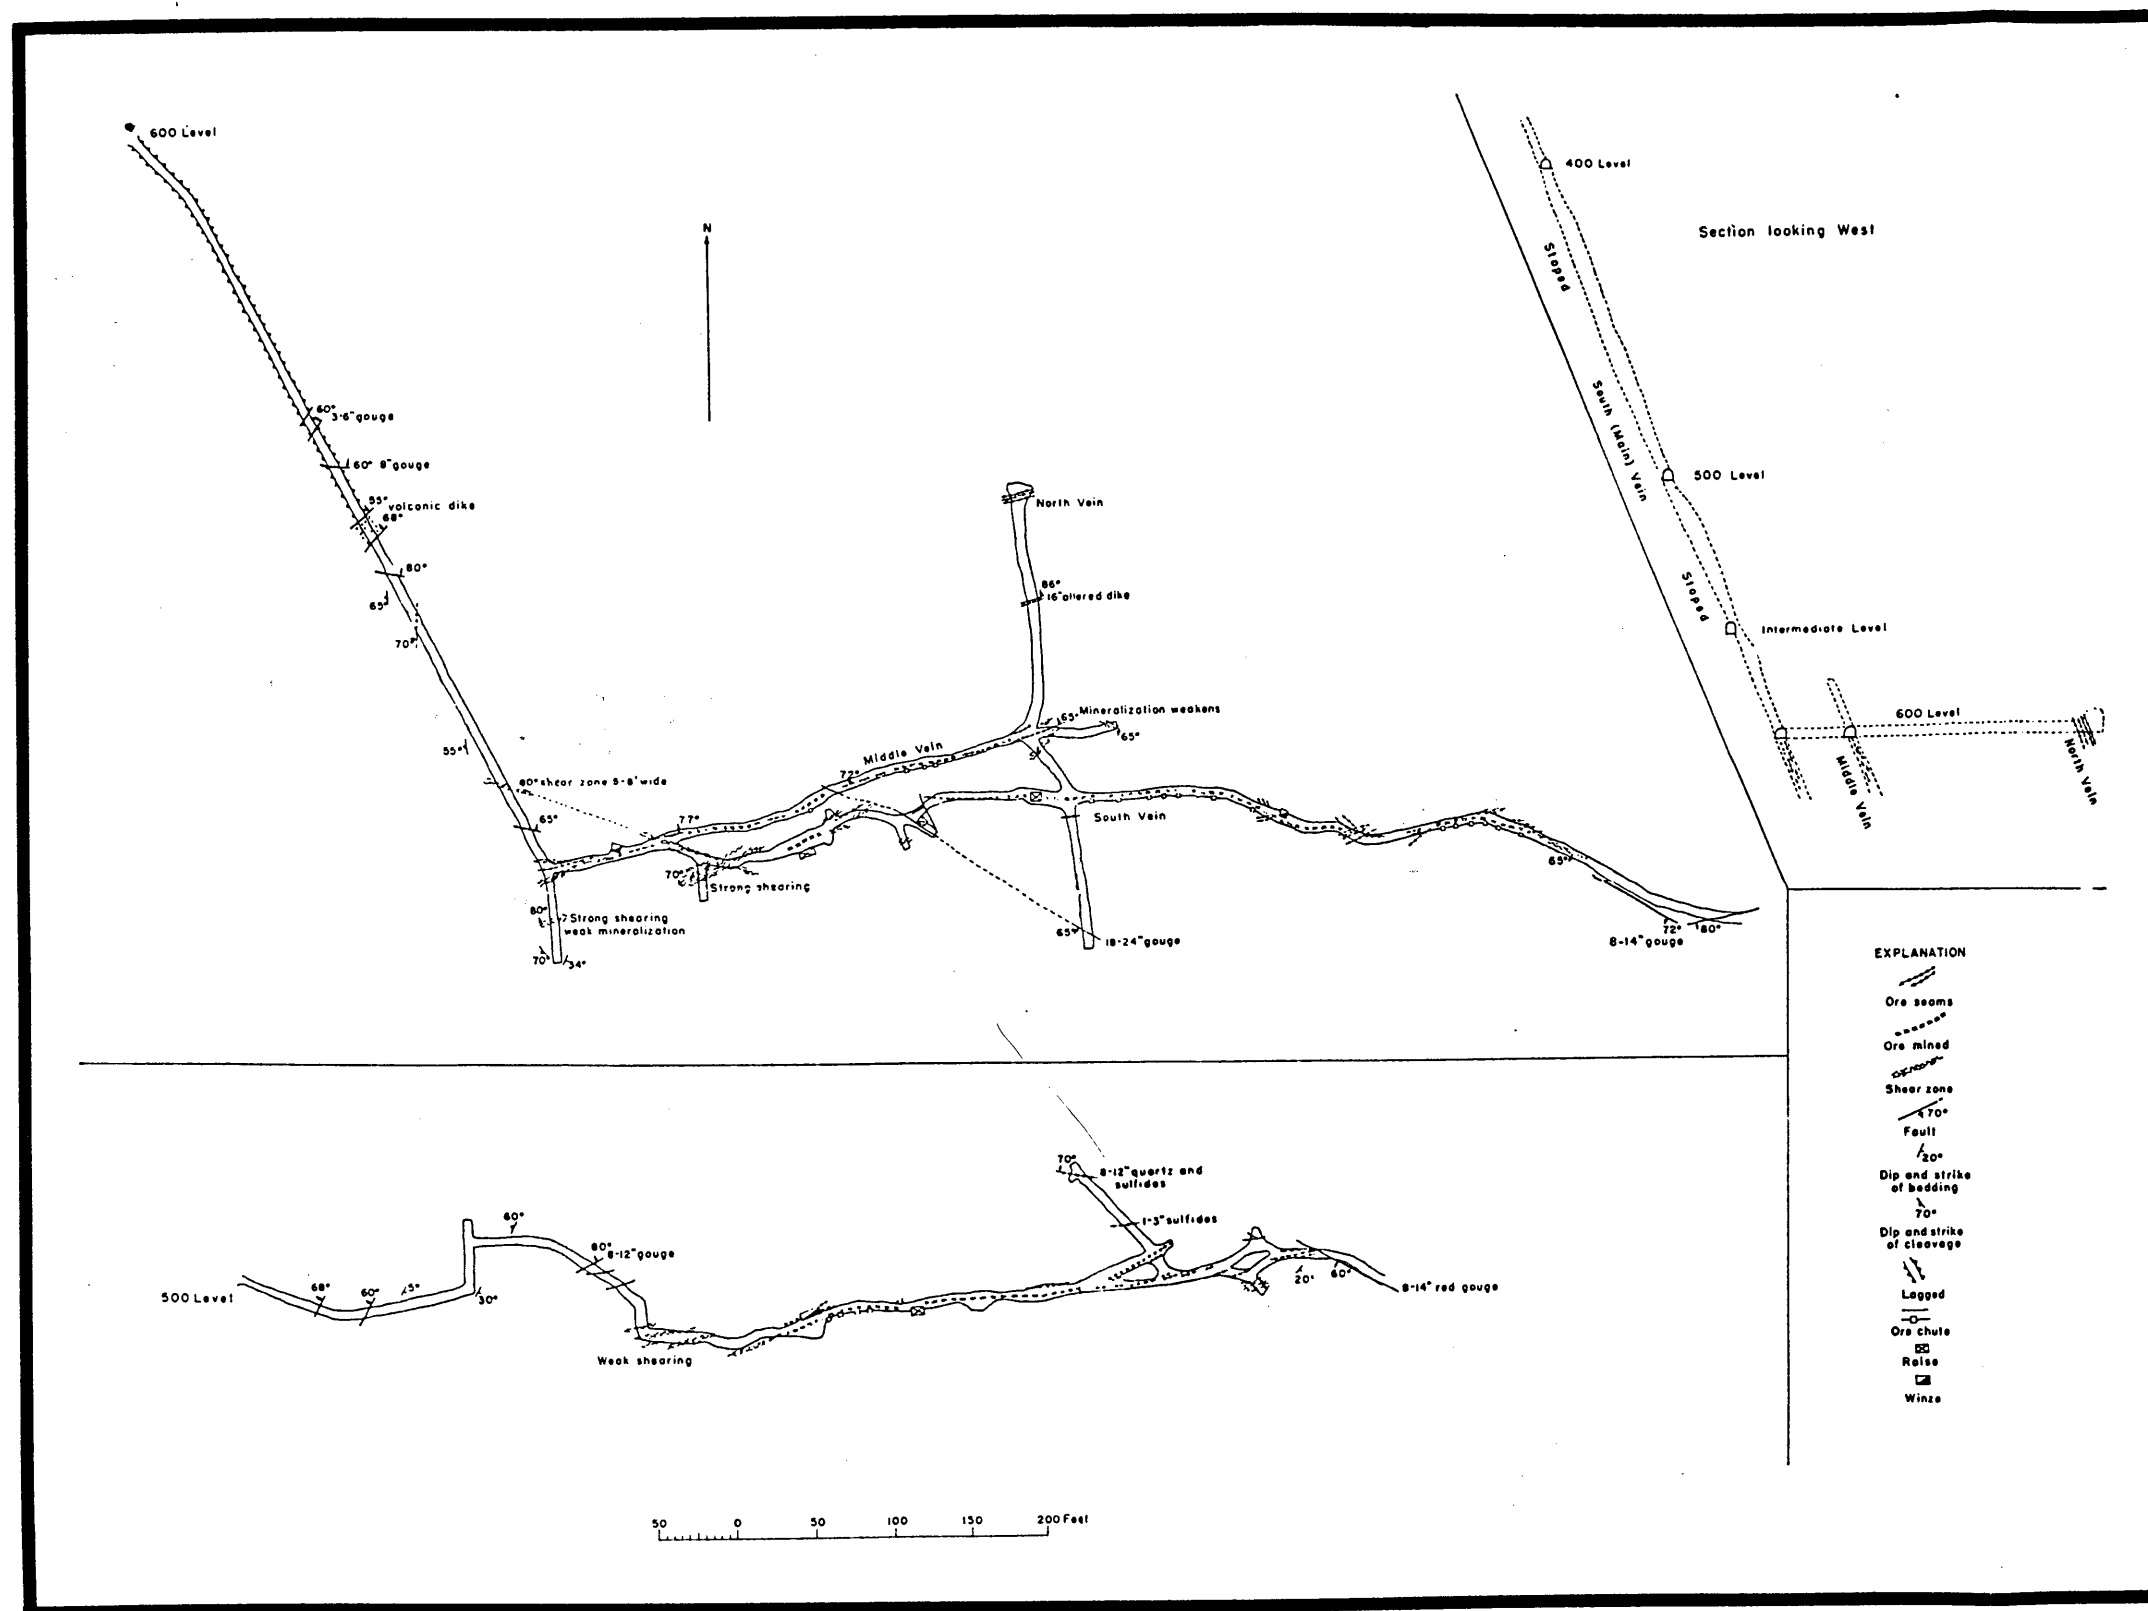 600 Level
N
60°
3-6" gouge
60° 8" gouge
55°
volcanic dike
68°
80°
65°
70°
55°
80° shear zone 5-8' wide
65°
77°
72°
Middle Vein
North Vein
86°
16" altered dike
65° Mineralization weakens
65°
South Vein
70°
Strong shearing
80°
Strong shearing
weak mineralization
70°
54°
65°
18-24" gouge
65°
72°
80°
8-14" gouge
400 Level
Section looking West
Stoped
South (Main) Vein
500 Level
Stoped
Intermediate Level
600 Level
Middle Vein
North Vein
EXPLANATION
Ore seams
Ore mined
Shear zone
70°
Fault
20°
Dip and strike
of bedding
70°
Dip and strike
of cleavage
Lagged
Ore chute
Raise
Winze
500 Level
68°
60°
5°
30°
60°
80°
8-12" gouge
Weak shearing
70°
8-12" quartz and
sulfides
1-3" sulfides
20°
60°
8-14" red gouge
50 0 50 100 150 200 Feet